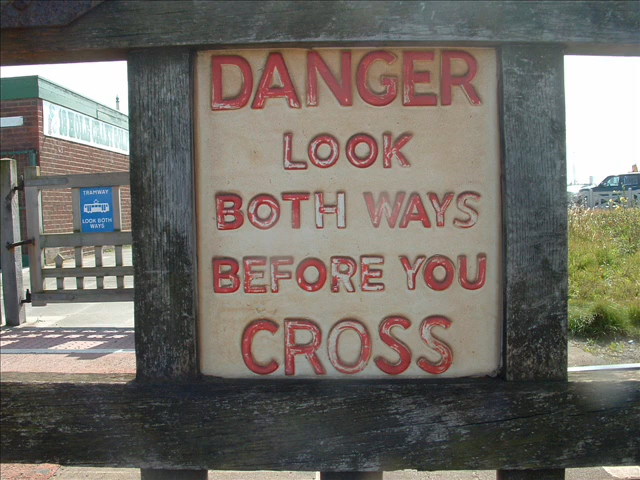 DANGER
LOOK
BOTH WAYS
BEFORE YOU
CROSS
TRAMWAY
LOOK BOTH
WAYS